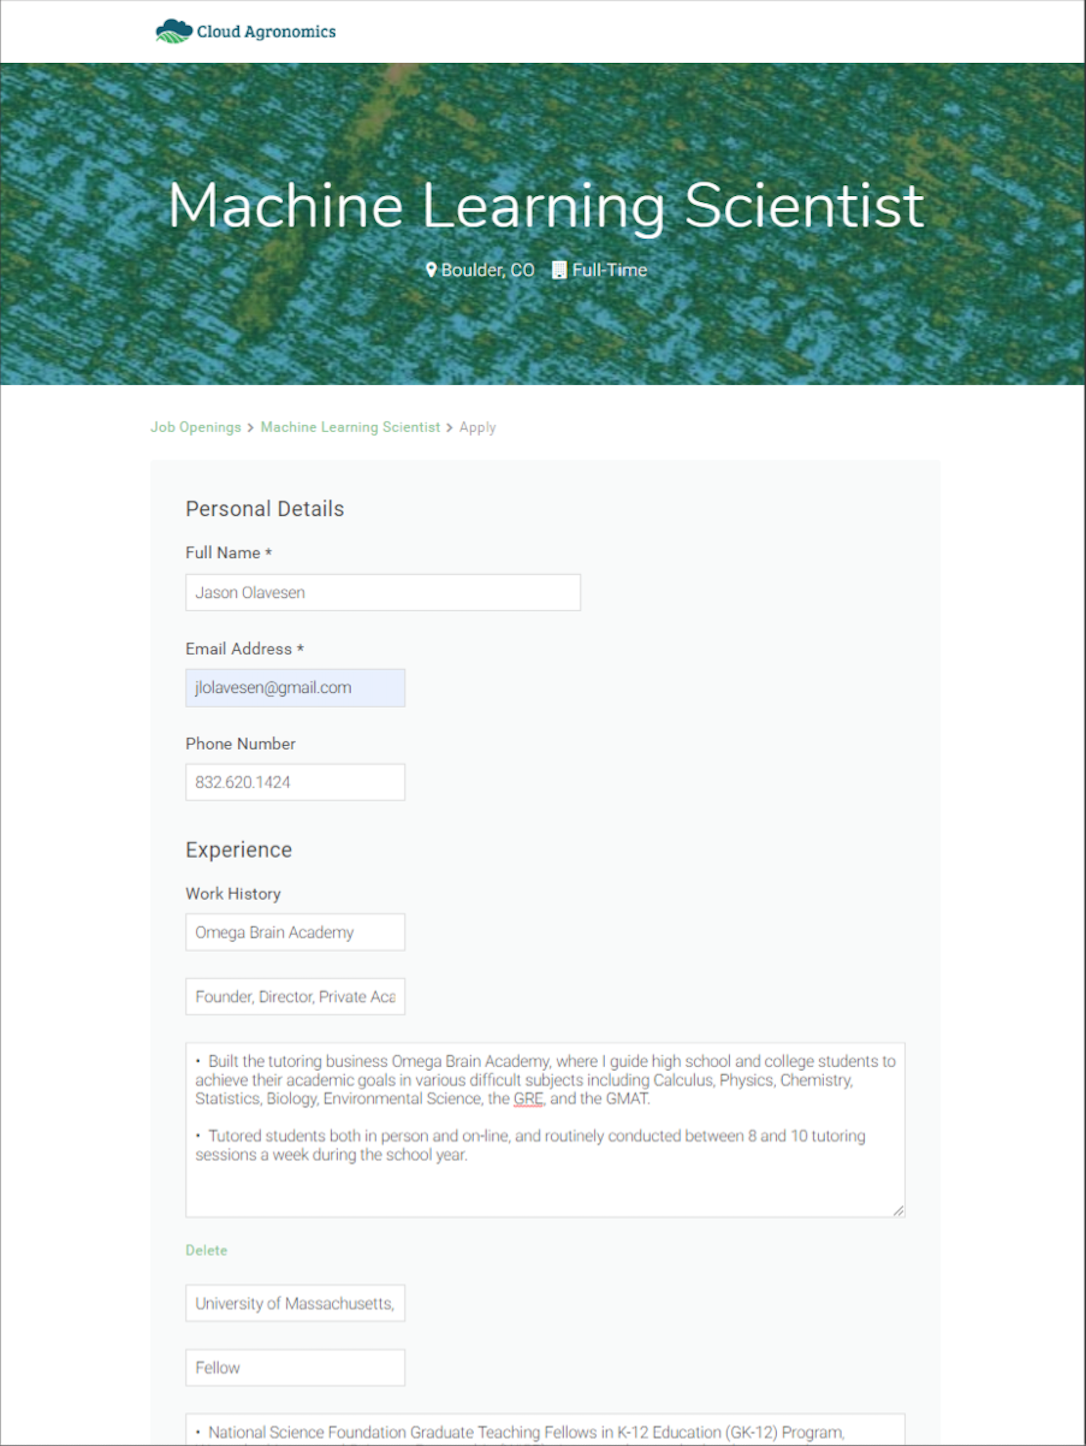 Cloud Agronomics
Machine Learning Scientist
Boulder, CO Full-Time
Job Openings > Machine Learning Scientist > Apply
Personal Details
Full Name *
Jason Olavesen
Email Address *
jlolavesen@gmail.com
Phone Number
832.620.1424
Experience
Work History
Omega Brain Academy
Founder, Director, Private Aca
• Built the tutoring business Omega Brain Academy, where I guide high school and college students to
achieve their academic goals in various difficult subjects including Calculus, Physics, Chemistry,
Statistics, Biology, Environmental Science, the GRE, and the GMAT.
• Tutored students both in person and on-line, and routinely conducted between 8 and 10 tutoring
sessions a week during the school year.
Delete
University of Massachusetts,
Fellow
• National Science Foundation Graduate Teaching Fellows in K-12 Education (GK-12) Program,